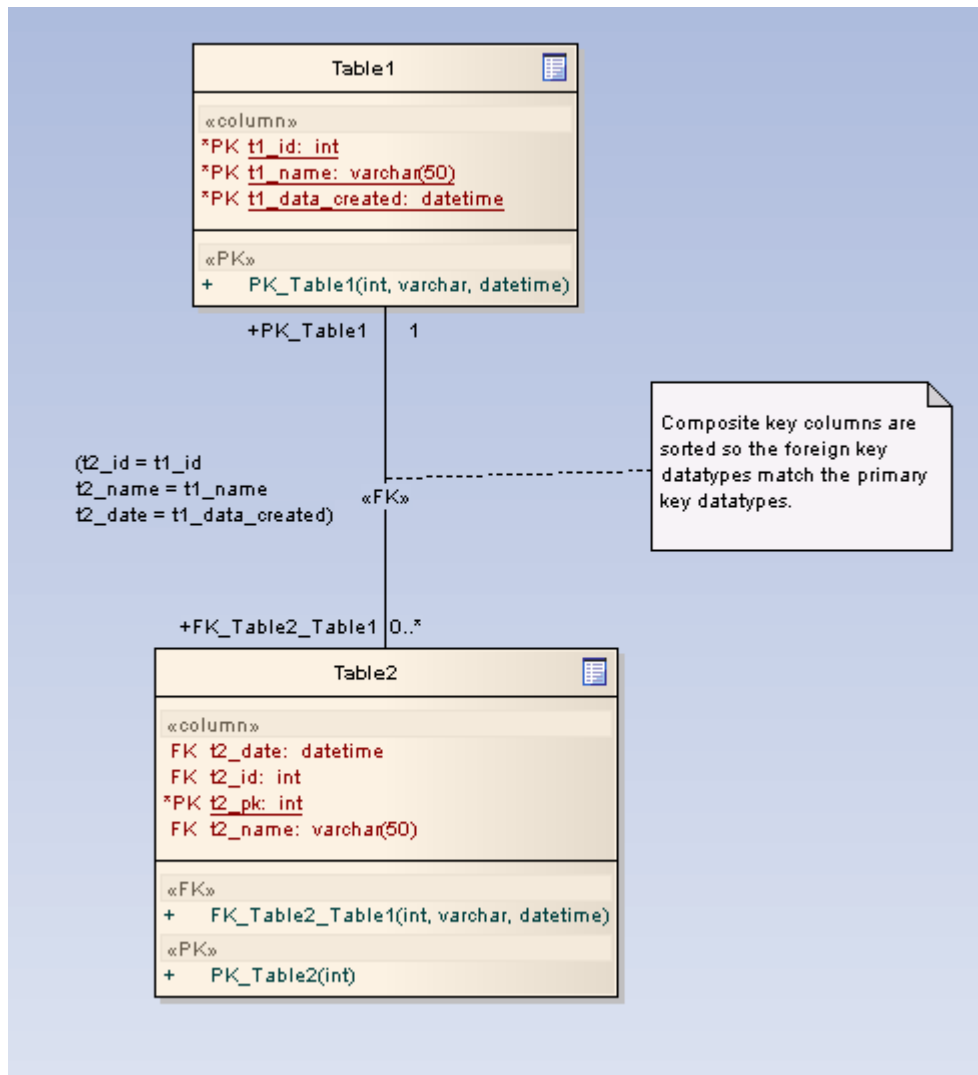 Table1
«column»
*PK t1_id: int
*PK t1_name: varchar(50)
*PK t1_data_created: datetime
«PK»
+ PK_Table1(int, varchar, datetime)
+PK_Table1 1
Composite key columns are
sorted so the foreign key
datatypes match the primary
key datatypes.
(t2_id = t1_id
t2_name = t1_name
t2_date = t1_data_created)
«FK»
+FK_Table2_Table1 0..*
Table2
«column»
FK t2_date: datetime
FK t2_id: int
*PK t2_pk: int
FK t2_name: varchar(50)
«FK»
+ FK_Table2_Table1(int, varchar, datetime)
«PK»
+ PK_Table2(int)